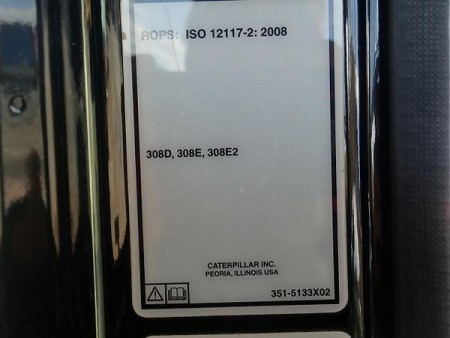 ROPS: ISO 12117-2: 2008
308D, 308E, 308E2
CATERPILLAR INC.
PEORIA, ILLINOIS USA
351-5133X02